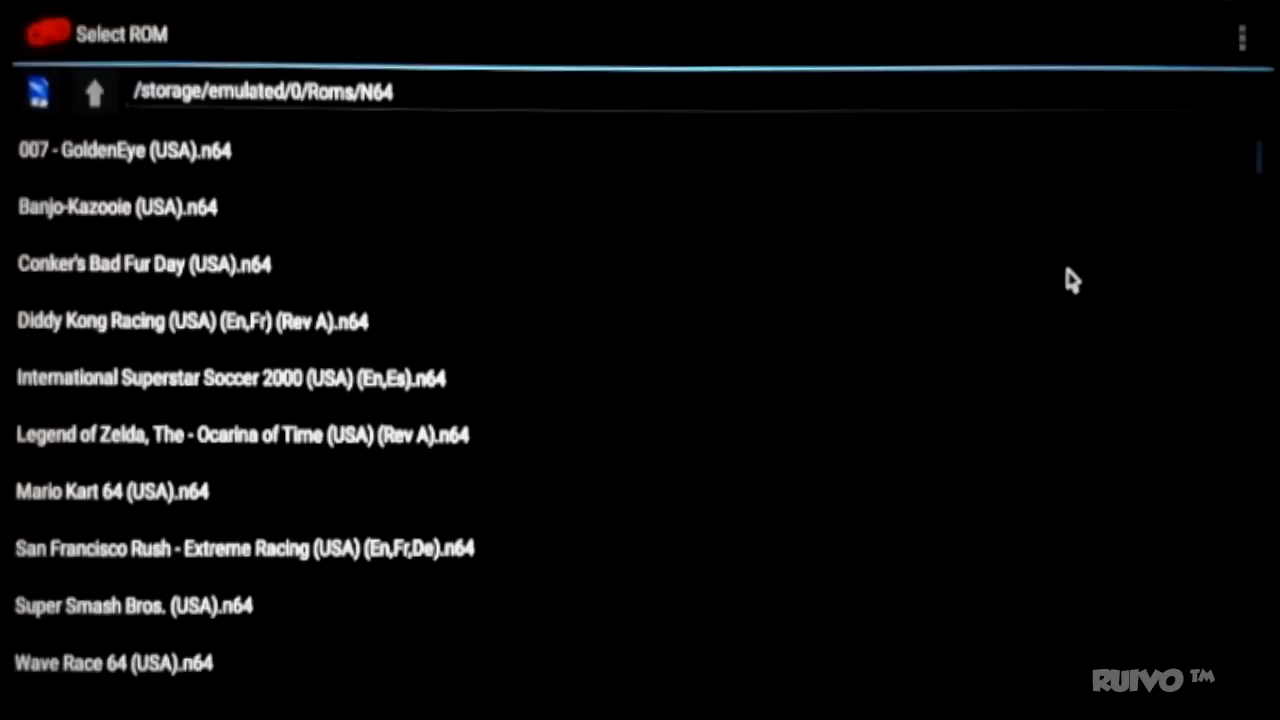 Select ROM
/storage/emulated/0/Roms/N64
007 - GoldenEye (USA).n64
Banjo-Kazooie (USA).n64
Conker's Bad Fur Day (USA).n64
Diddy Kong Racing (USA) (En,Fr) (Rev A).n64
International Superstar Soccer 2000 (USA) (En,Es).n64
Legend of Zelda, The - Ocarina of Time (USA) (Rev A).n64
Mario Kart 64 (USA).n64
San Francisco Rush - Extreme Racing (USA) (En,Fr,De).n64
Super Smash Bros. (USA).n64
Wave Race 64 (USA).n64
RUIVO ™